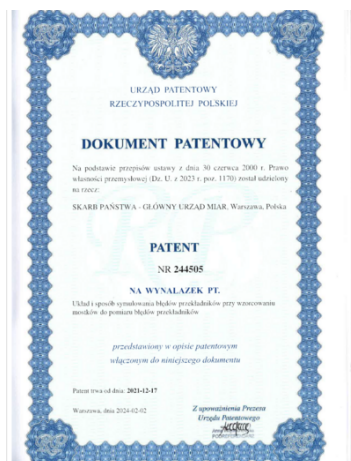 URZĄD PATENTOWY
RZECZYPOSPOLITEJ POLSKIEJ
DOKUMENT PATENTOWY
Na podstawie przepisów ustawy z dnia 30 czerwca 2000 r. Prawo
własności przemysłowej (Dz. U. z 2023 r. poz. 1170) został udzielony
na rzecz:
SKARB PAŃSTWA - GŁÓWNY URZĄD MIAR, Warszawa, Polska
PATENT
NR 244505
NA WYNALAZEK PT.
Układ i sposób symulowania błędów przekładników przy wzorcowaniu
mostków do pomiaru błędów przekładników
przedstawiony w opisie patentowym
włączonym do niniejszego dokumentu
Patent trwa od dnia: 2021-12-17
Warszawa, dnia 2024-02-02
Z upoważnienia Prezesa
Urzędu Patentowego